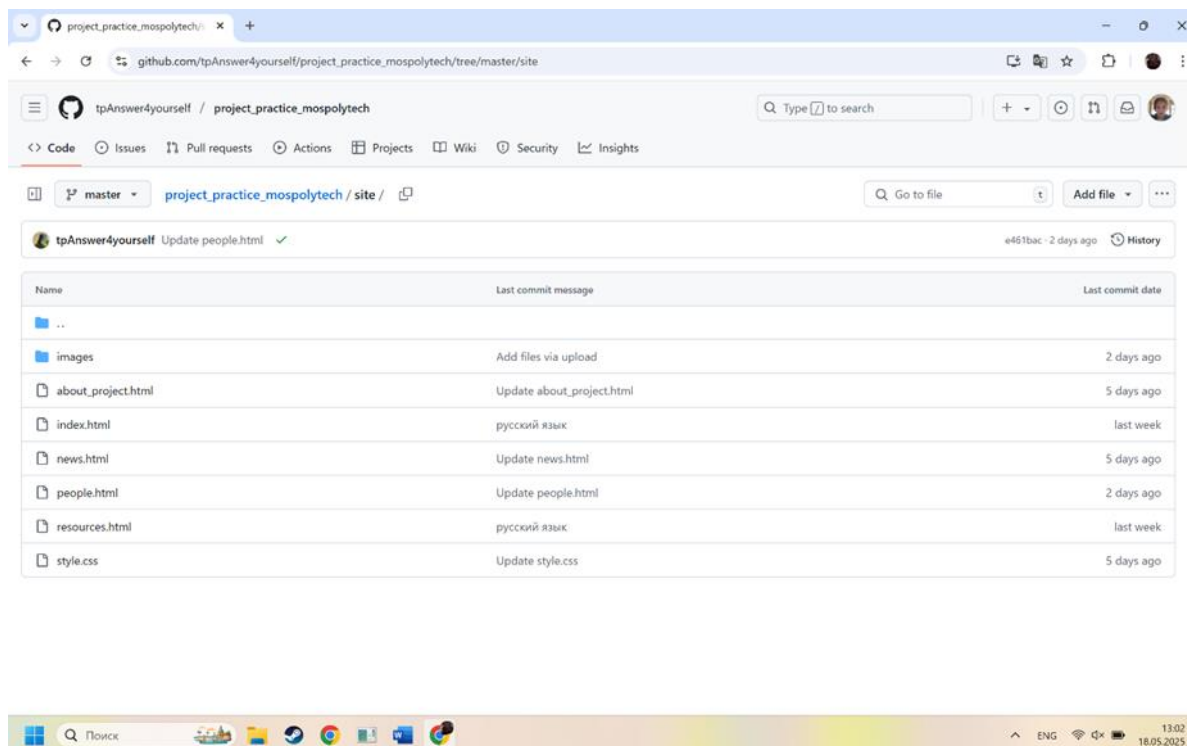 project_practice_mospolytech/
github.com/tpAnswer4yourself/project_practice_mospolytech/tree/master/site
tpAnswer4yourself / project_practice_mospolytech
Type / to search
<> Code Issues Pull requests Actions Projects Wiki Security Insights
master project_practice_mospolytech / site / Go to file t Add file
tpAnswer4yourself Update people.html e461bac · 2 days ago History
Name Last commit message Last commit date
..
images Add files via upload 2 days ago
about_project.html Update about_project.html 5 days ago
index.html русский язык last week
news.html Update news.html 5 days ago
people.html Update people.html 2 days ago
resources.html русский язык last week
style.css Update style.css 5 days ago
Поиск ENG 13:02
18.05.2025